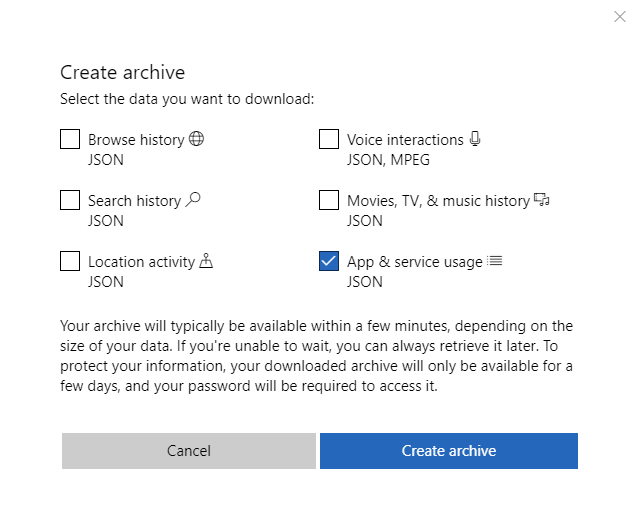 Create archive
Select the data you want to download:
Browse history
JSON
Voice interactions
JSON, MPEG
Search history
JSON
Movies, TV, & music history
JSON
Location activity
JSON
App & service usage
JSON
Your archive will typically be available within a few minutes, depending on the
size of your data. If you're unable to wait, you can always retrieve it later. To
protect your information, your downloaded archive will only be available for a
few days, and your password will be required to access it.
Cancel
Create archive